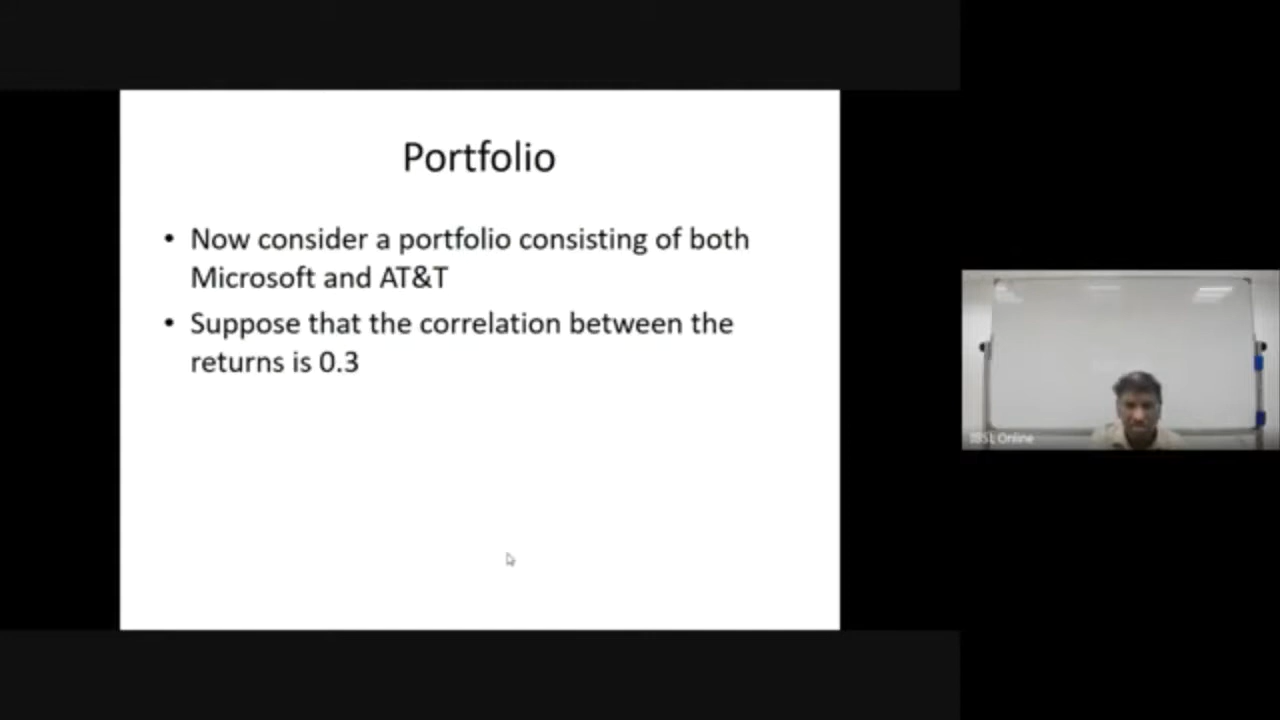 Portfolio
• Now consider a portfolio consisting of both
Microsoft and AT&T
• Suppose that the correlation between the
returns is 0.3
Online